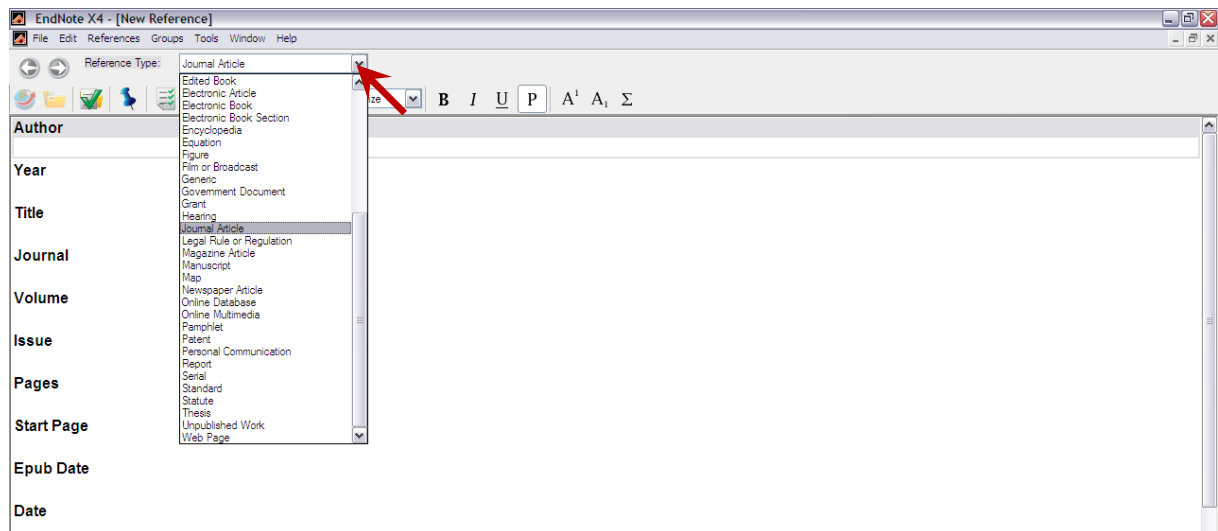 EndNote X4 - [New Reference]
File Edit References Groups Tools Window Help
Reference Type: Journal Article
B I U P A¹ A₁ Σ
Edited Book
Electronic Article
Electronic Book
Electronic Book Section
Encyclopedia
Equation
Figure
Film or Broadcast
Generic
Government Document
Grant
Hearing
Journal Article
Legal Rule or Regulation
Magazine Article
Manuscript
Map
Newspaper Article
Online Database
Online Multimedia
Pamphlet
Patent
Personal Communication
Report
Serial
Standard
Statute
Thesis
Unpublished Work
Web Page
Author
Year
Title
Journal
Volume
Issue
Pages
Start Page
Epub Date
Date